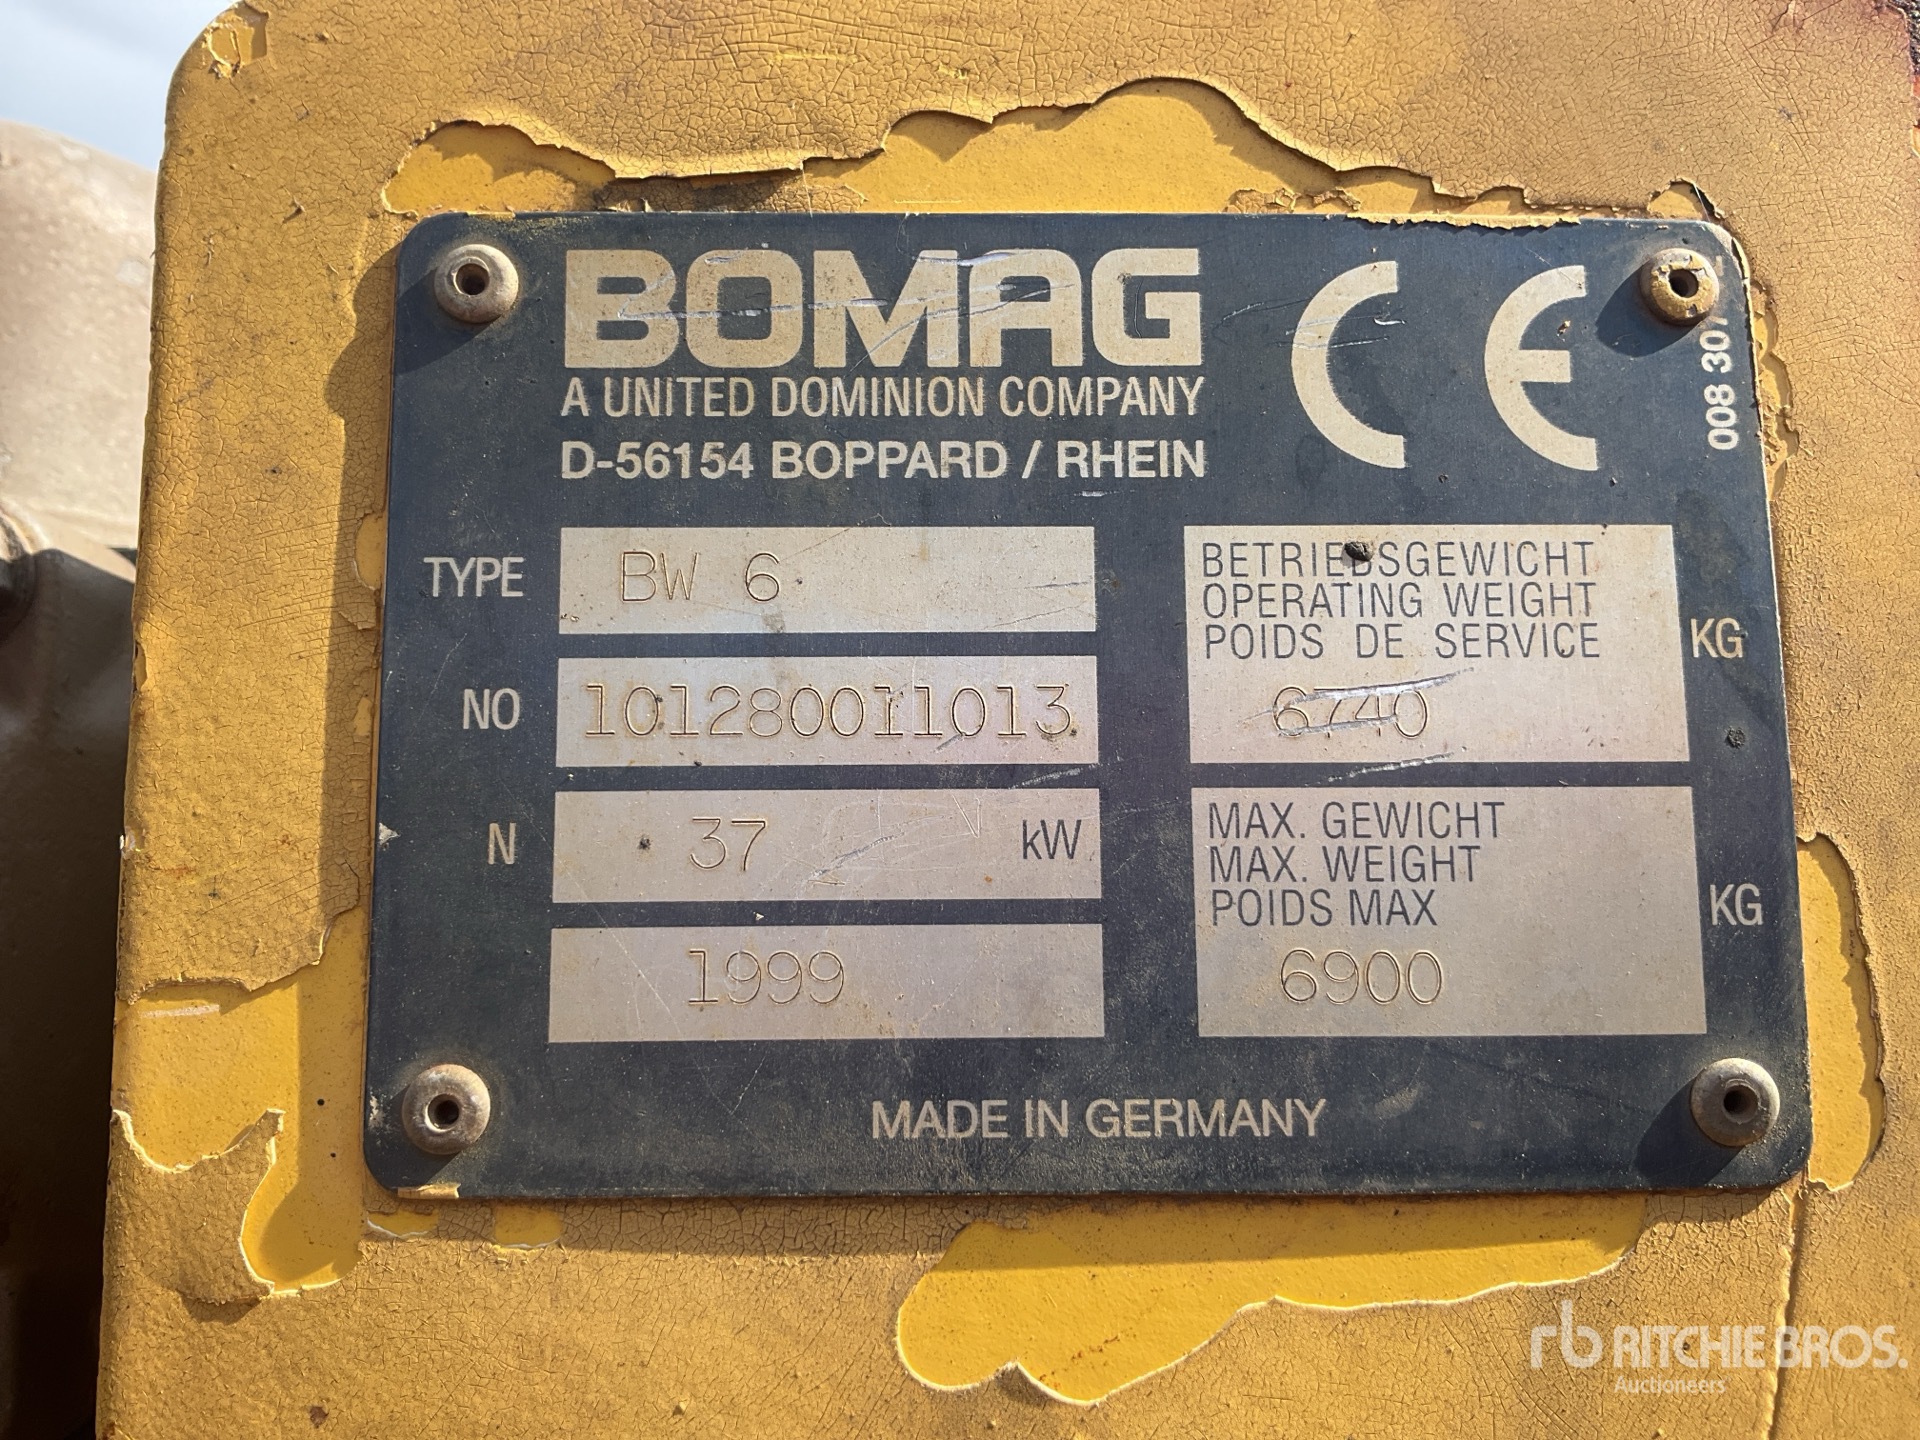 BOMAG
A UNITED DOMINION COMPANY
D-56154 BOPPARD / RHEIN
CE
008 307
TYPE BW 6
NO 101280011013
N 37 kW
1999
BETRIEBSGEWICHT
OPERATING WEIGHT
POIDS DE SERVICE
6740 KG
MAX. GEWICHT
MAX. WEIGHT
POIDS MAX
6900 KG
MADE IN GERMANY
rb RITCHIE BROS.
Auctioneers